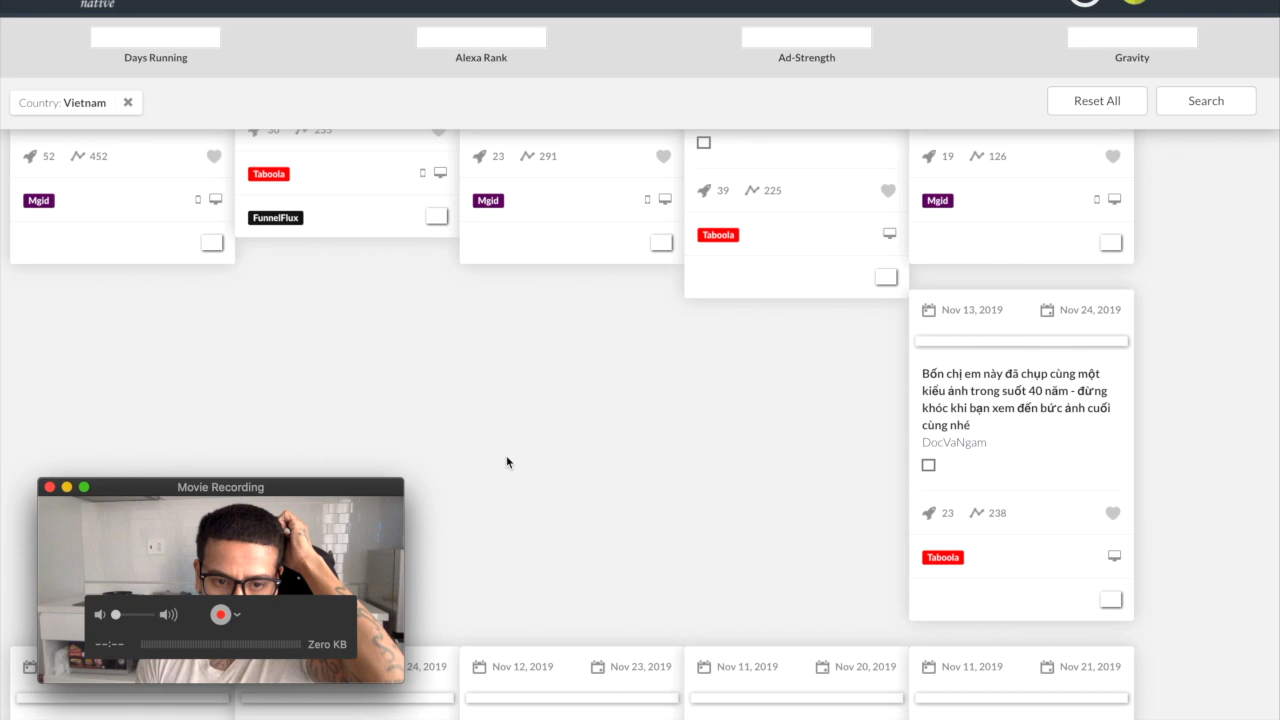 native
Days Running
Alexa Rank
Ad-Strength
Gravity
Country: Vietnam
Reset All
Search
52 452
30 255
23 291
39 225
19 126
Mgid
Taboola
Mgid
Taboola
Mgid
FunnelFlux
Nov 13, 2019 Nov 24, 2019
Bốn chị em này đã chụp cùng một
kiểu ảnh trong suốt 40 năm - đừng
khóc khi bạn xem đến bức ảnh cuối
cùng nhé
DocVaNgam
23 238
Taboola
Movie Recording
--:--
Zero KB
24, 2019
Nov 12, 2019 Nov 23, 2019
Nov 11, 2019 Nov 20, 2019
Nov 11, 2019 Nov 21, 2019